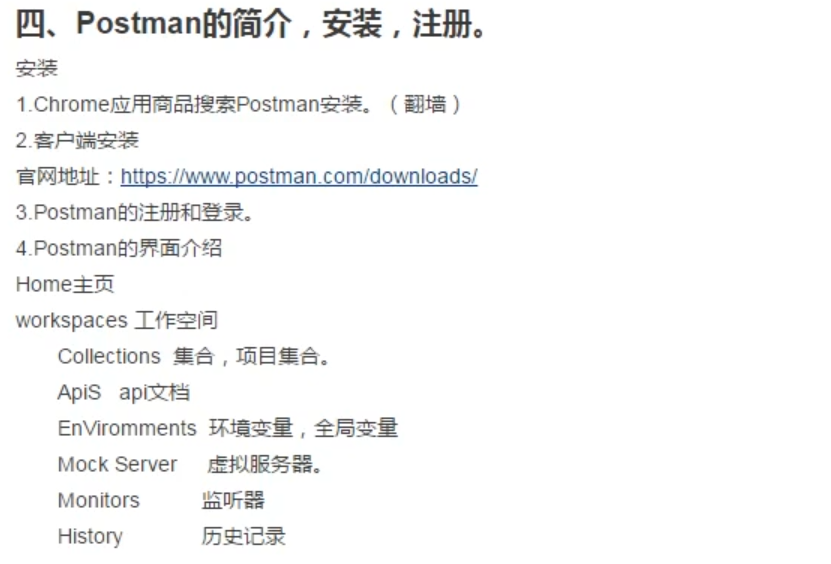 四、Postman的简介，安装，注册。
安装
1.Chrome应用商品搜索Postman安装。（翻墙）
2.客户端安装
官网地址：https://www.postman.com/downloads/
3.Postman的注册和登录。
4.Postman的界面介绍
Home主页
workspaces 工作空间
Collections 集合，项目集合。
ApiS api文档
EnViromments 环境变量，全局变量
Mock Server 虚拟服务器。
Monitors 监听器
History 历史记录